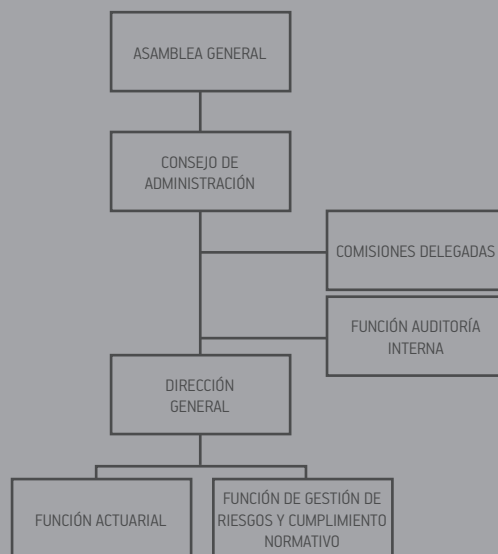 ASAMBLEA GENERAL
CONSEJO DE
ADMINISTRACIÓN
COMISIONES DELEGADAS
FUNCIÓN AUDITORÍA
INTERNA
DIRECCIÓN
GENERAL
FUNCIÓN ACTUARIAL
FUNCIÓN DE GESTIÓN DE
RIESGOS Y CUMPLIMIENTO
NORMATIVO